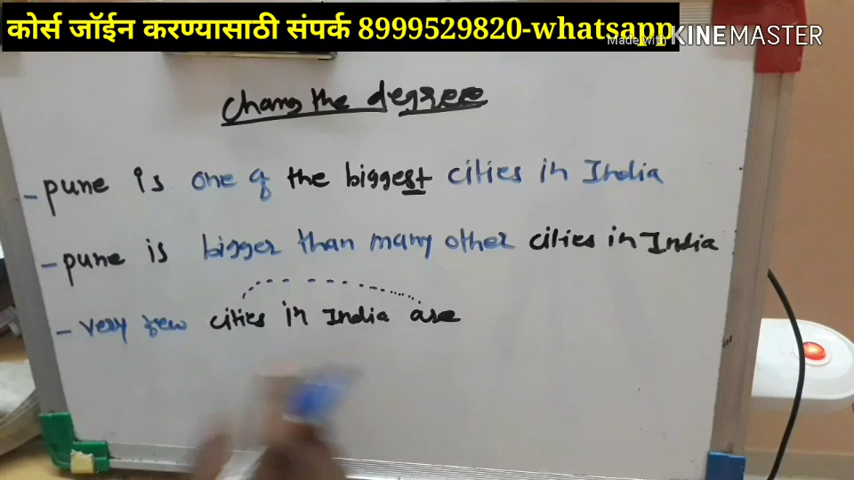 कोर्स जॉईन करण्यासाठी संपर्क 8999529820-whatsapp
Made with KINEMASTER
Chang the degree
- pune is one of the biggest cities in India
- pune is bigger than many other cities in India
- very few cities in India are